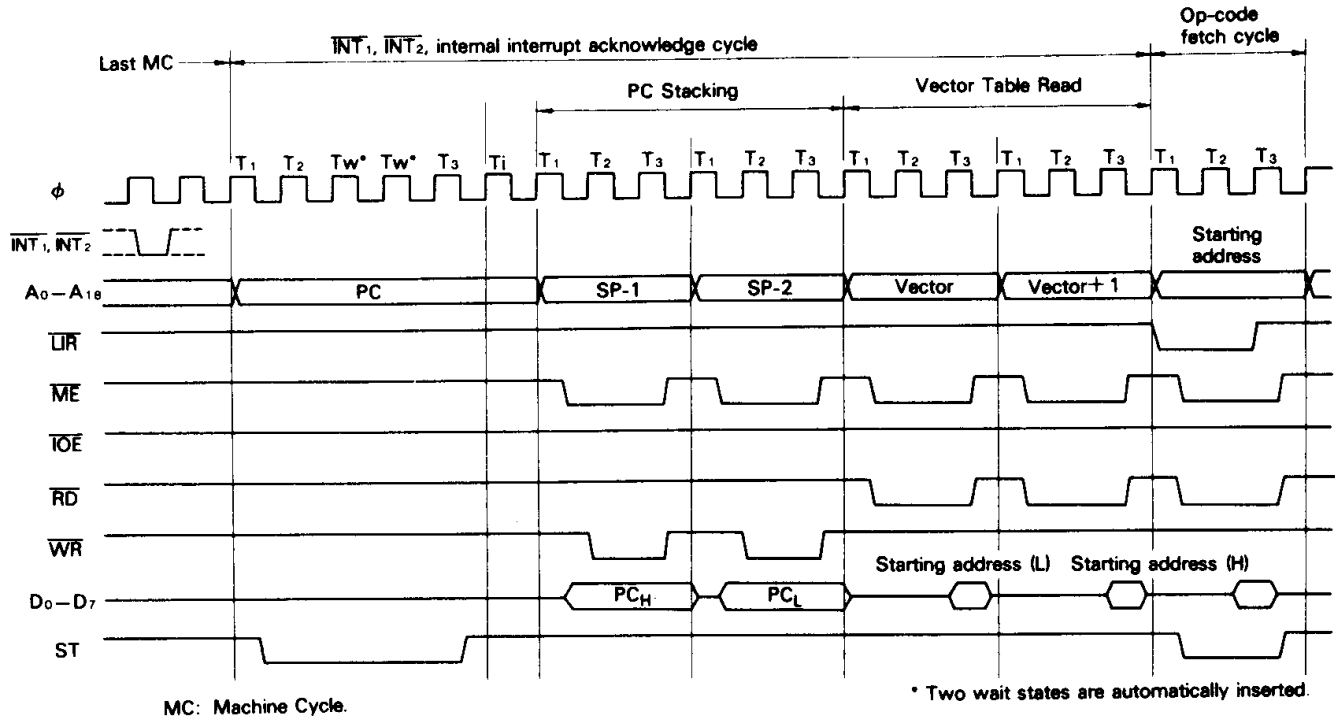 Op-code
fetch cycle
Last MC
INT₁, INT₂, internal interrupt acknowledge cycle
PC Stacking
Vector Table Read
T₁ T₂ Tw* Tw* T₃ Ti T₁ T₂ T₃ T₁ T₂ T₃ T₁ T₂ T₃ T₁ T₂ T₃ T₁ T₂ T₃
ϕ
INT₁, INT₂
Starting
address
A₀–A₁₈ PC SP-1 SP-2 Vector Vector+1
LIR
ME
IOE
RD
WR
Starting address (L) Starting address (H)
D₀–D₇ PC_H PC_L
ST
MC: Machine Cycle.
* Two wait states are automatically inserted.